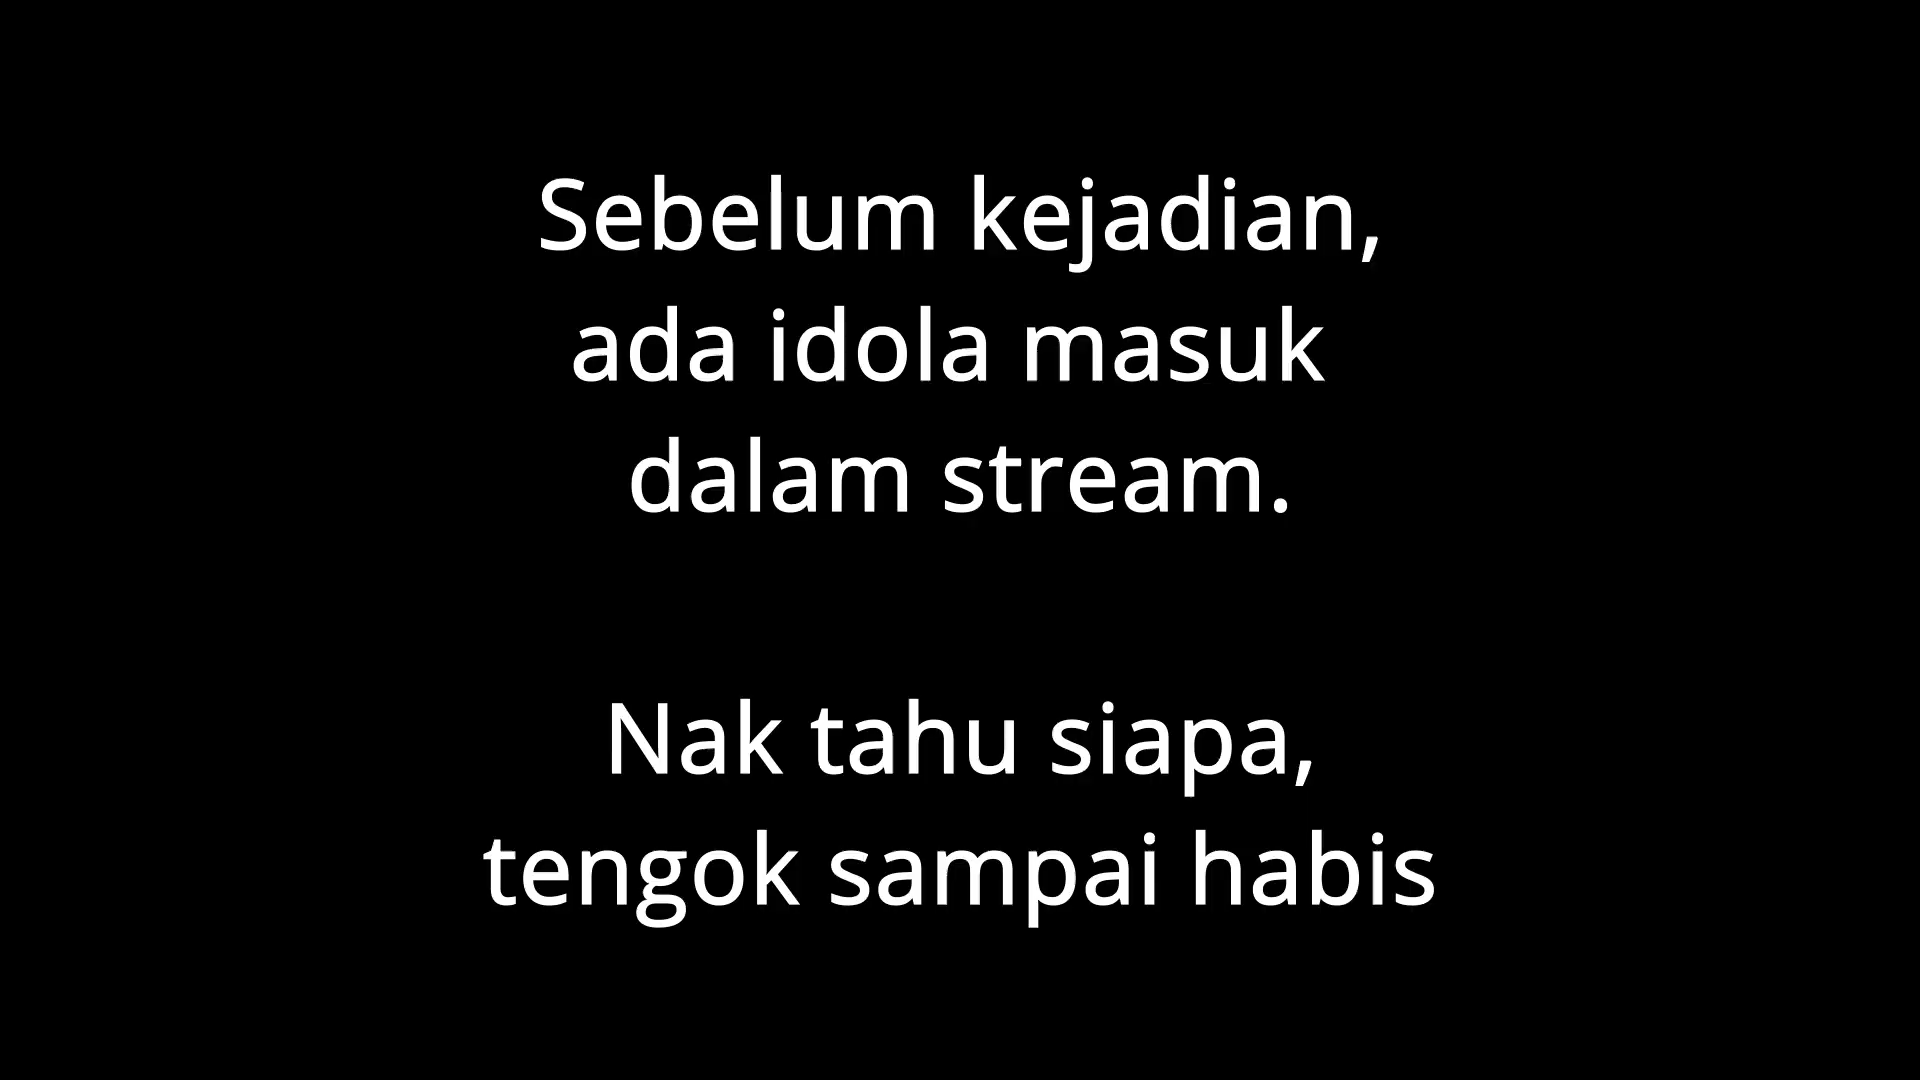 Sebelum kejadian,
ada idola masuk
dalam stream.
Nak tahu siapa,
tengok sampai habis